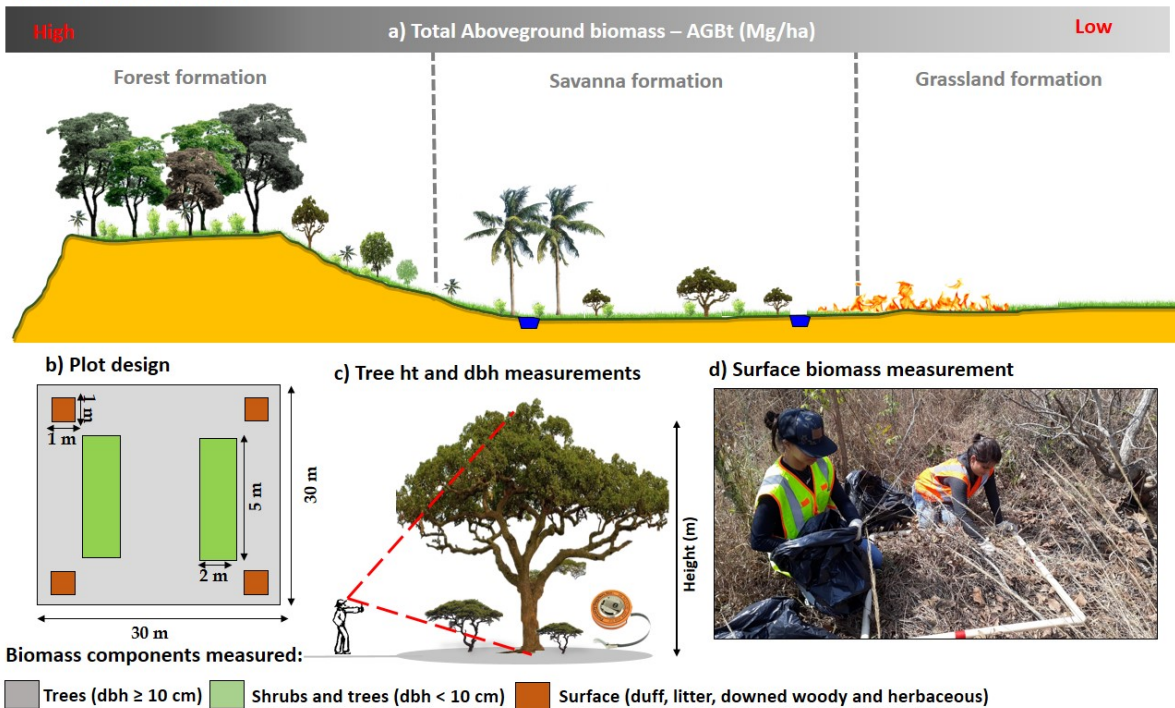 High
a) Total Aboveground biomass – AGBt (Mg/ha)
Low
Forest formation
Savanna formation
Grassland formation
b) Plot design
1 m
1 m
5 m
2 m
30 m
30 m
c) Tree ht and dbh measurements
Height (m)
d) Surface biomass measurement
Biomass components measured:
Trees (dbh ≥ 10 cm)
Shrubs and trees (dbh < 10 cm)
Surface (duff, litter, downed woody and herbaceous)